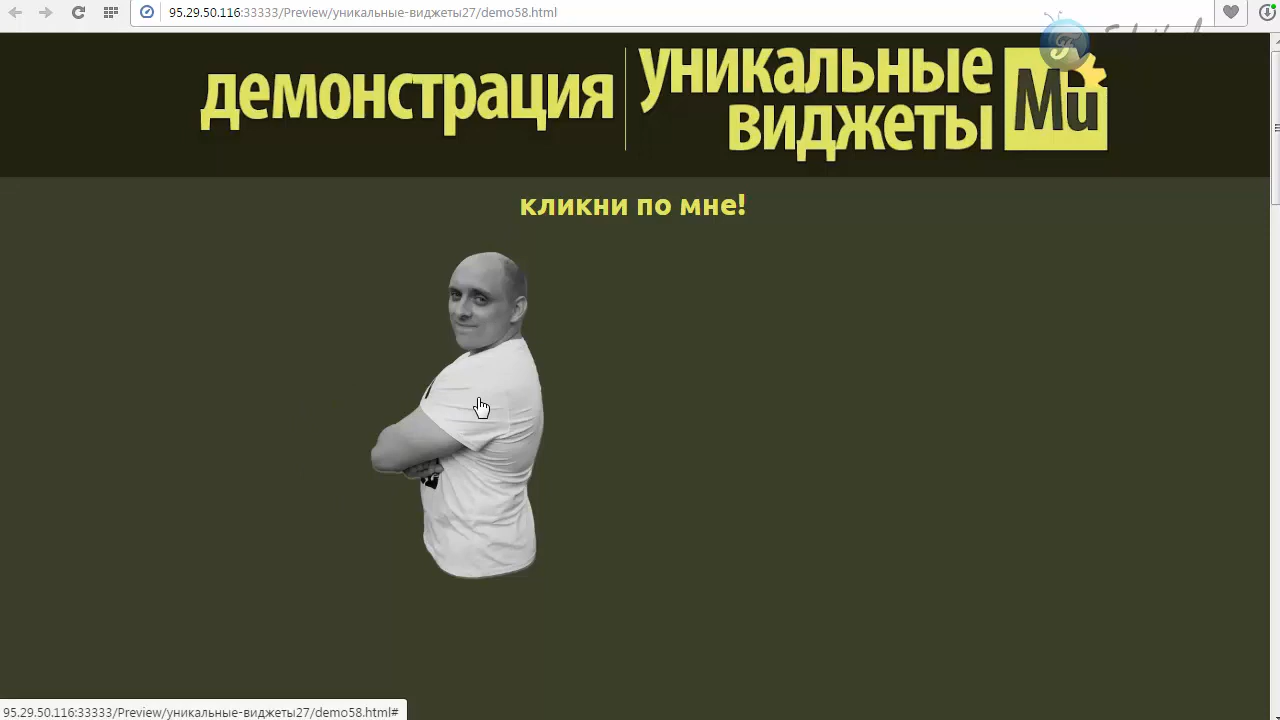 95.29.50.116:33333/Preview/уникальные-виджеты27/demo58.html
демонстрация
уникальные
виджеты
Mu
кликни по мне!
95.29.50.116:33333/Preview/уникальные-виджеты27/demo58.html#